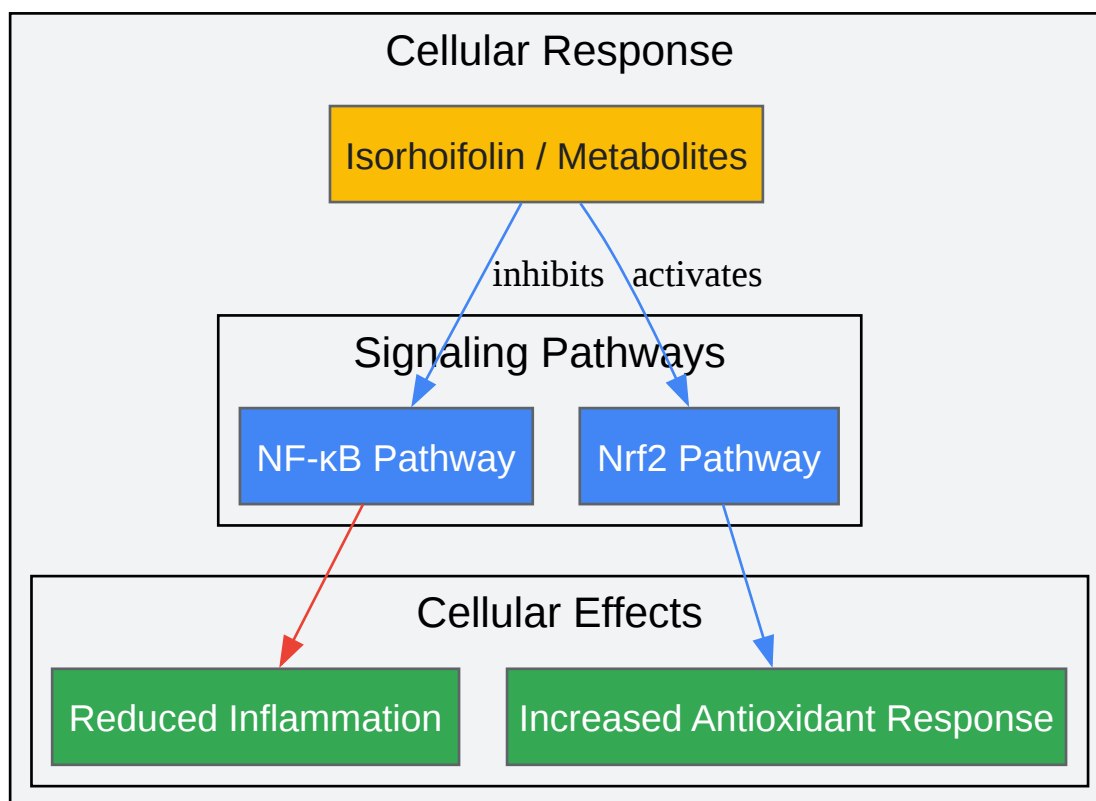 Cellular Response
Isorhoifolin / Metabolites
inhibits activates
Signaling Pathways
NF-κB Pathway
Nrf2 Pathway
Cellular Effects
Reduced Inflammation
Increased Antioxidant Response